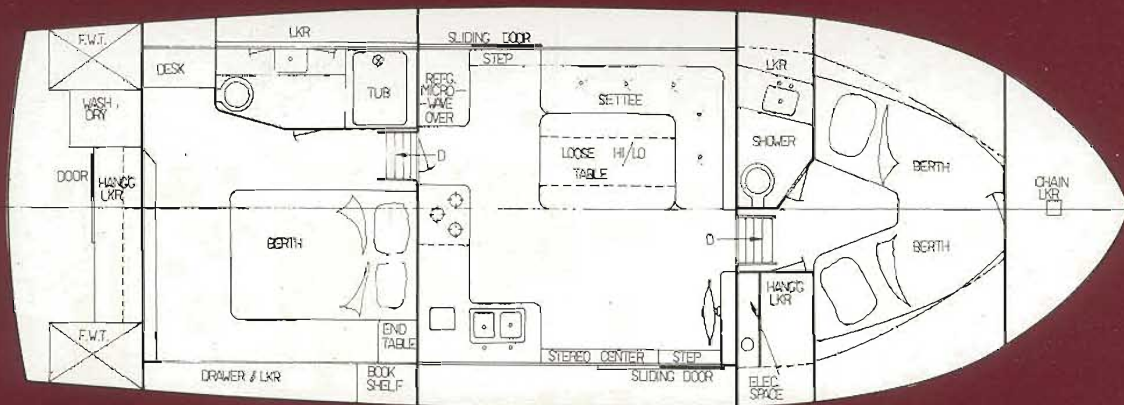 F.W.T.
WASH,
DRY
DOOR
HANGG
LKR
F.W.T.
LKR
DESK
TUB
BERTH
END
TABLE
DRAWER & LKR
BOOK
SHELF
SLIDING DOOR
STEP
REFG.
MICRO-
WAVE
OVER
SETTEE
LOOSE HI/LO
TABLE
D
STEREO CENTER
STEP
SLIDING DOOR
LKR
SHOWER
D
HANGG
LKR
ELEC
SPACE
BERTH
BERTH
CHAIN
LKR